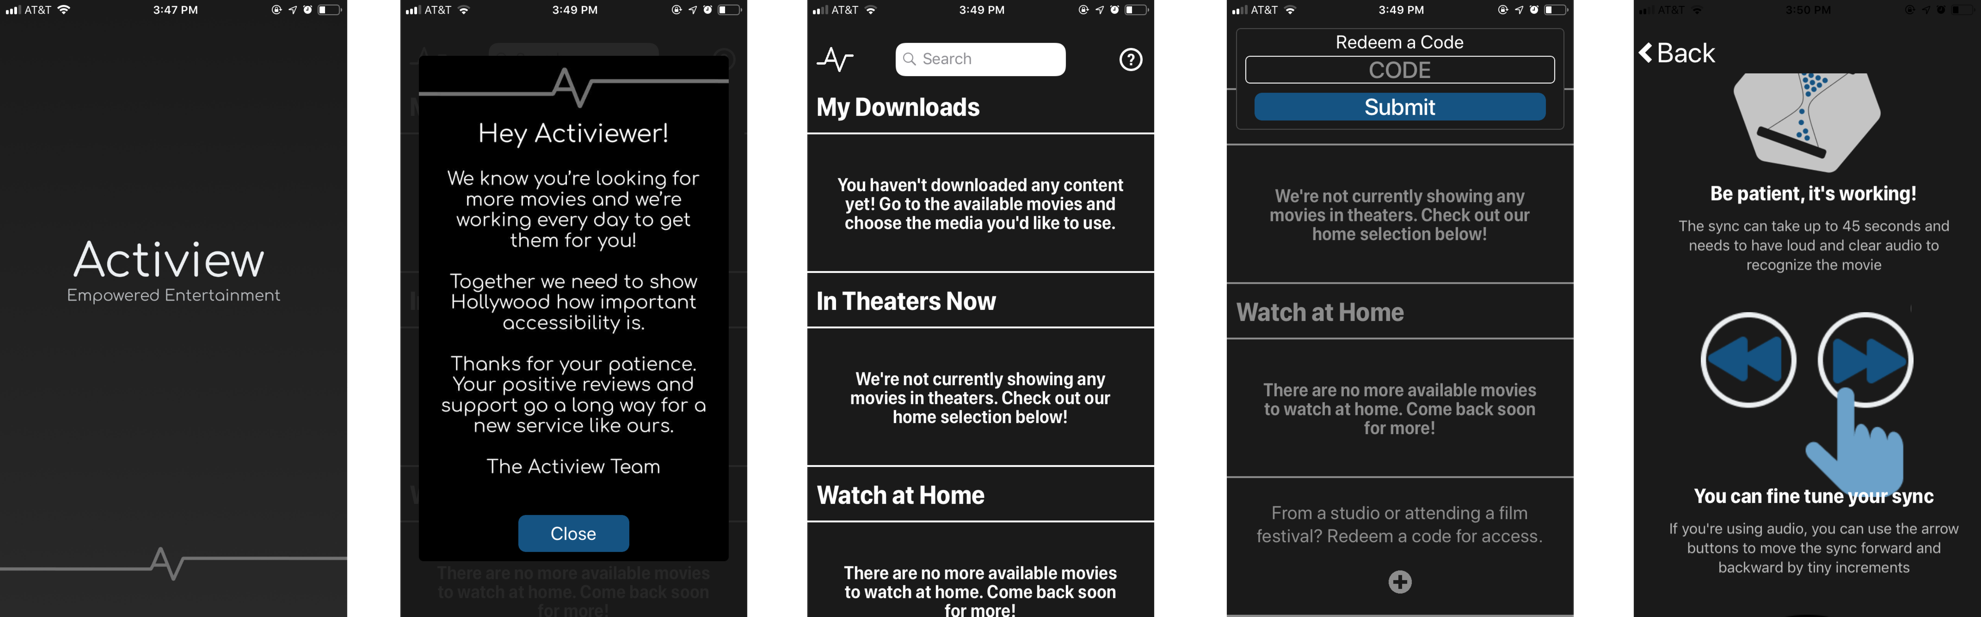 AT&T 3:47 PM
Actiview
Empowered Entertainment
AT&T 3:49 PM
Hey Activiewer!
We know you're looking for
more movies and we're
working every day to get
them for you!
Together we need to show
Hollywood how important
accessibility is.
Thanks for your patience.
Your positive reviews and
support go a long way for a
new service like ours.
The Actiview Team
Close
There are no more available movies
to watch at home. Come back soon
for more!
AT&T 3:49 PM
Search
?
My Downloads
You haven't downloaded any content
yet! Go to the available movies and
choose the media you'd like to use.
In Theaters Now
We're not currently showing any
movies in theaters. Check out our
home selection below!
Watch at Home
There are no more available movies
to watch at home. Come back soon
for more!
AT&T 3:49 PM
Redeem a Code
CODE
Submit
We're not currently showing any
movies in theaters. Check out our
home selection below!
Watch at Home
There are no more available movies
to watch at home. Come back soon
for more!
From a studio or attending a film
festival? Redeem a code for access.
AT&T 3:50 PM
Back
Be patient, it's working!
The sync can take up to 45 seconds and
needs to have loud and clear audio to
recognize the movie
You can fine tune your sync
If you're using audio, you can use the arrow
buttons to move the sync forward and
backward by tiny increments